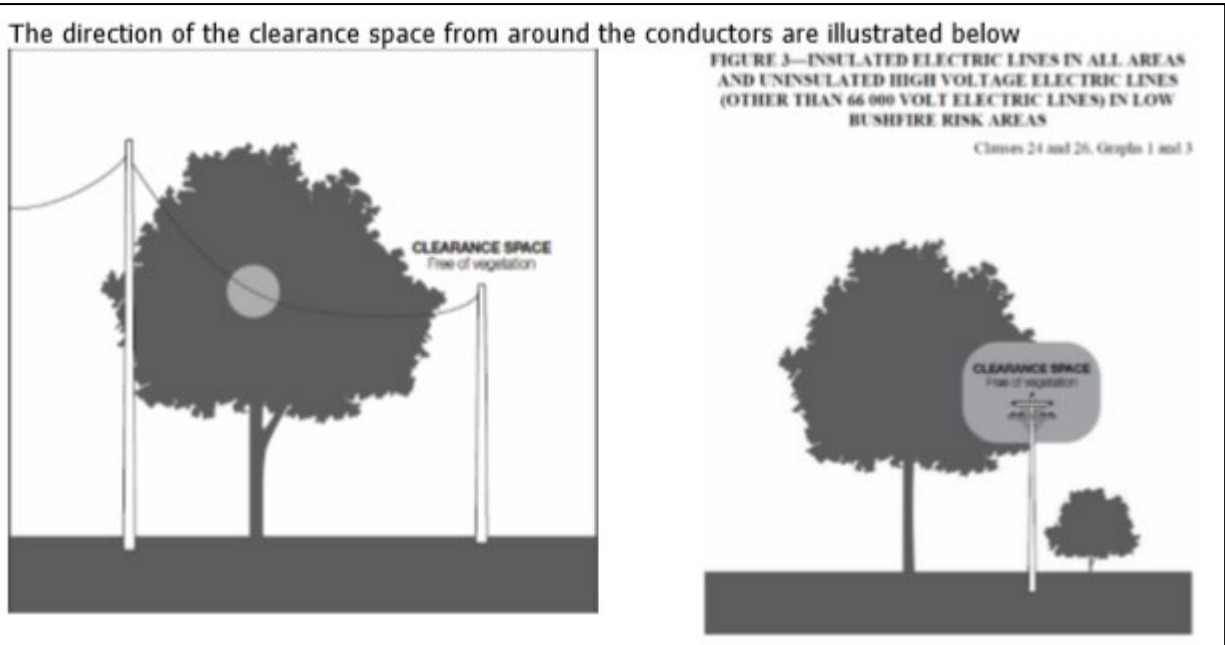 The direction of the clearance space from around the conductors are illustrated below
CLEARANCE SPACE
Free of vegetation
FIGURE 3—INSULATED ELECTRIC LINES IN ALL AREAS
AND UNINSULATED HIGH VOLTAGE ELECTRIC LINES
(OTHER THAN 66 000 VOLT ELECTRIC LINES) IN LOW
BUSHFIRE RISK AREAS
Clauses 24 and 26, Graphs 1 and 3
CLEARANCE SPACE
Free of vegetation